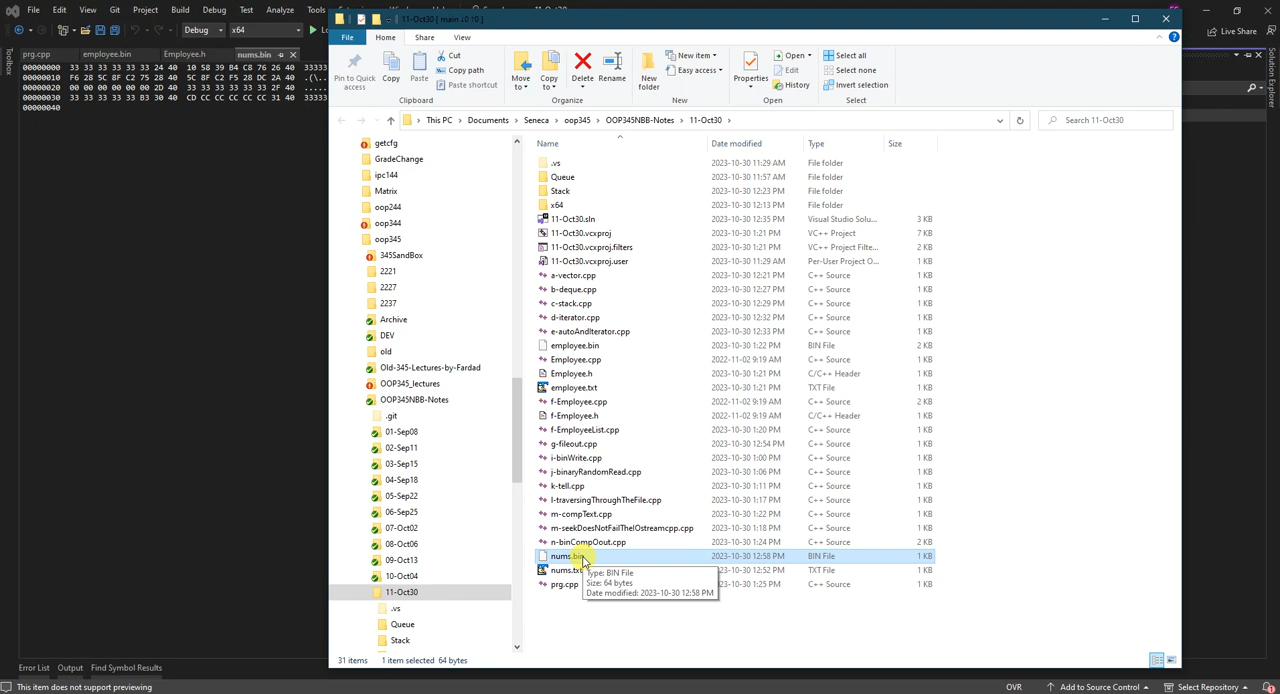 File Edit View Git Project Build Debug Test Analyze Tools
Debug x64
Live Share
prg.cpp employee.bin Employee.h nums.bin
00000000 33 33 33 33 33 33 24 40 10 58 39 B4 C8 76 26 40 33333
00000010 F6 28 5C 8F C2 75 28 40 5C 8F C2 F5 28 DC 2A 40 .(\..
00000020 00 00 00 00 00 00 2D 40 33 33 33 33 33 33 2F 40 .....
00000030 33 33 33 33 33 B3 30 40 CD CC CC CC CC CC 31 40 33333
00000040
Toolbox
Solution Explorer
11-Oct30
File Home Share View
Pin to Quick access
Copy
Paste
Cut
Copy path
Paste shortcut
Clipboard
Move to
Copy to
Delete
Rename
Organize
New folder
New item
Easy access
New
Properties
Open
Edit
History
Open
Select all
Select none
Invert selection
Select
This PC › Documents › Seneca › oop345 › OOP345NBB-Notes › 11-Oct30 ›
Search 11-Oct30
getcfg
GradeChange
ipc144
Matrix
oop244
oop344
oop345
345SandBox
2221
2227
2237
Archive
DEV
old
Old-345-Lectures-by-Fardad
OOP345_lectures
OOP345NBB-Notes
.git
01-Sep08
02-Sep11
03-Sep15
04-Sep18
05-Sep22
06-Sep25
07-Oct02
08-Oct06
09-Oct13
10-Oct04
11-Oct30
.vs
Queue
Stack
Name Date modified Type Size
.vs 2023-10-30 11:29 AM File folder
Queue 2023-10-30 11:57 AM File folder
Stack 2023-10-30 12:23 PM File folder
x64 2023-10-30 12:13 PM File folder
11-Oct30.sln 2023-10-30 12:35 PM Visual Studio Solu... 3 KB
11-Oct30.vcxproj 2023-10-30 1:21 PM VC++ Project 7 KB
11-Oct30.vcxproj.filters 2023-10-30 1:21 PM VC++ Project Filte... 2 KB
11-Oct30.vcxproj.user 2023-10-30 11:29 AM Per-User Project O... 1 KB
a-vector.cpp 2023-10-30 12:21 PM C++ Source 1 KB
b-deque.cpp 2023-10-30 12:27 PM C++ Source 1 KB
c-stack.cpp 2023-10-30 12:29 PM C++ Source 1 KB
d-iterator.cpp 2023-10-30 12:32 PM C++ Source 1 KB
e-autoAndIterator.cpp 2023-10-30 12:33 PM C++ Source 1 KB
employee.bin 2023-10-30 1:22 PM BIN File 2 KB
Employee.cpp 2022-11-02 9:19 AM C++ Source 1 KB
Employee.h 2023-10-30 1:21 PM C/C++ Header 1 KB
employee.txt 2023-10-30 1:21 PM TXT File 1 KB
f-Employee.cpp 2022-11-02 9:19 AM C++ Source 2 KB
f-Employee.h 2022-11-02 9:19 AM C/C++ Header 1 KB
f-EmployeeList.cpp 2023-10-30 1:20 PM C++ Source 1 KB
g-fileout.cpp 2023-10-30 12:54 PM C++ Source 1 KB
i-binWrite.cpp 2023-10-30 1:00 PM C++ Source 1 KB
j-binaryRandomRead.cpp 2023-10-30 1:06 PM C++ Source 1 KB
k-tell.cpp 2023-10-30 1:11 PM C++ Source 1 KB
l-traversingThroughTheFile.cpp 2023-10-30 1:17 PM C++ Source 1 KB
m-compText.cpp 2023-10-30 1:22 PM C++ Source 1 KB
m-seekDoesNotFailTheIOstreamcpp.cpp 2023-10-30 1:18 PM C++ Source 1 KB
n-binCompOout.cpp 2023-10-30 1:24 PM C++ Source 2 KB
nums.bin 2023-10-30 12:58 PM BIN File 1 KB
nums.txt 2023-10-30 12:52 PM TXT File 1 KB
prg.cpp 23-10-30 1:25 PM C++ Source 1 KB
Type: BIN File
Size: 64 bytes
Date modified: 2023-10-30 12:58 PM
31 items 1 item selected 64 bytes
Error List Output Find Symbol Results
This item does not support previewing
OVR
Add to Source Control
Select Repository